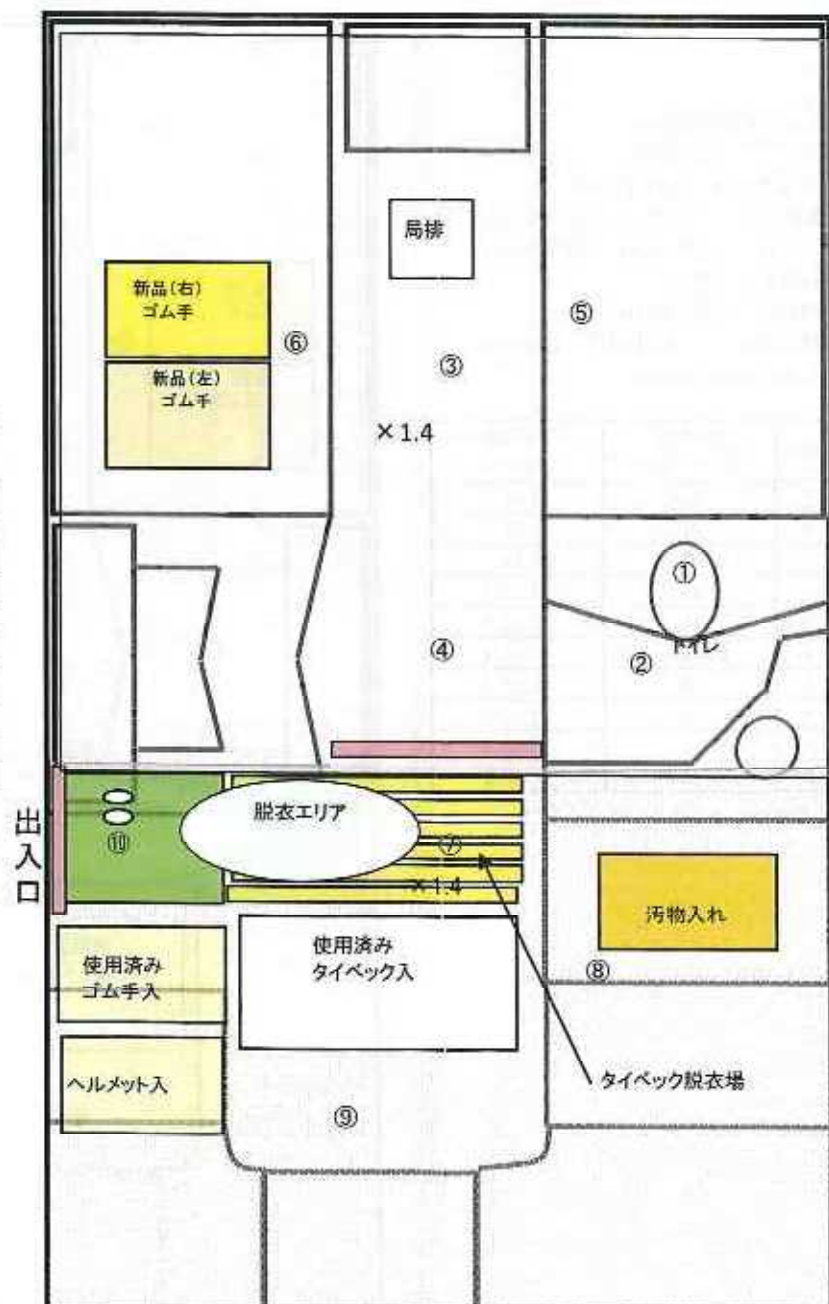 局排
新品(右)
ゴム手
⑥
新品(左)
ゴム手
③
⑤
×1.4
①
トイレ
②
④
出入口
⑩
脱衣エリア
⑦
×1.4
汚物入れ
⑧
使用済み
ゴム手入
使用済み
タイベック入
ヘルメット入
⑨
タイベック脱衣場